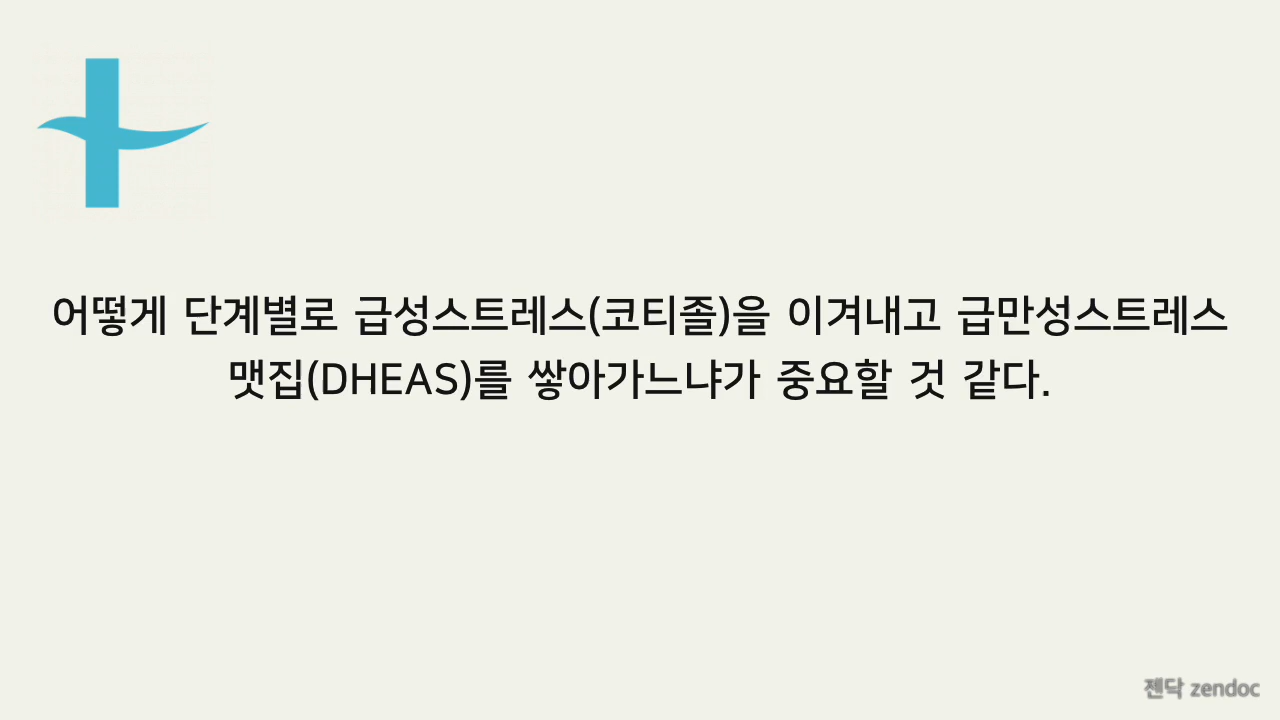 어떻게 단계별로 급성스트레스(코티졸)을 이겨내고 급만성스트레스
맷집(DHEAS)를 쌓아가느냐가 중요할 것 같다.
젠닥 zendoc